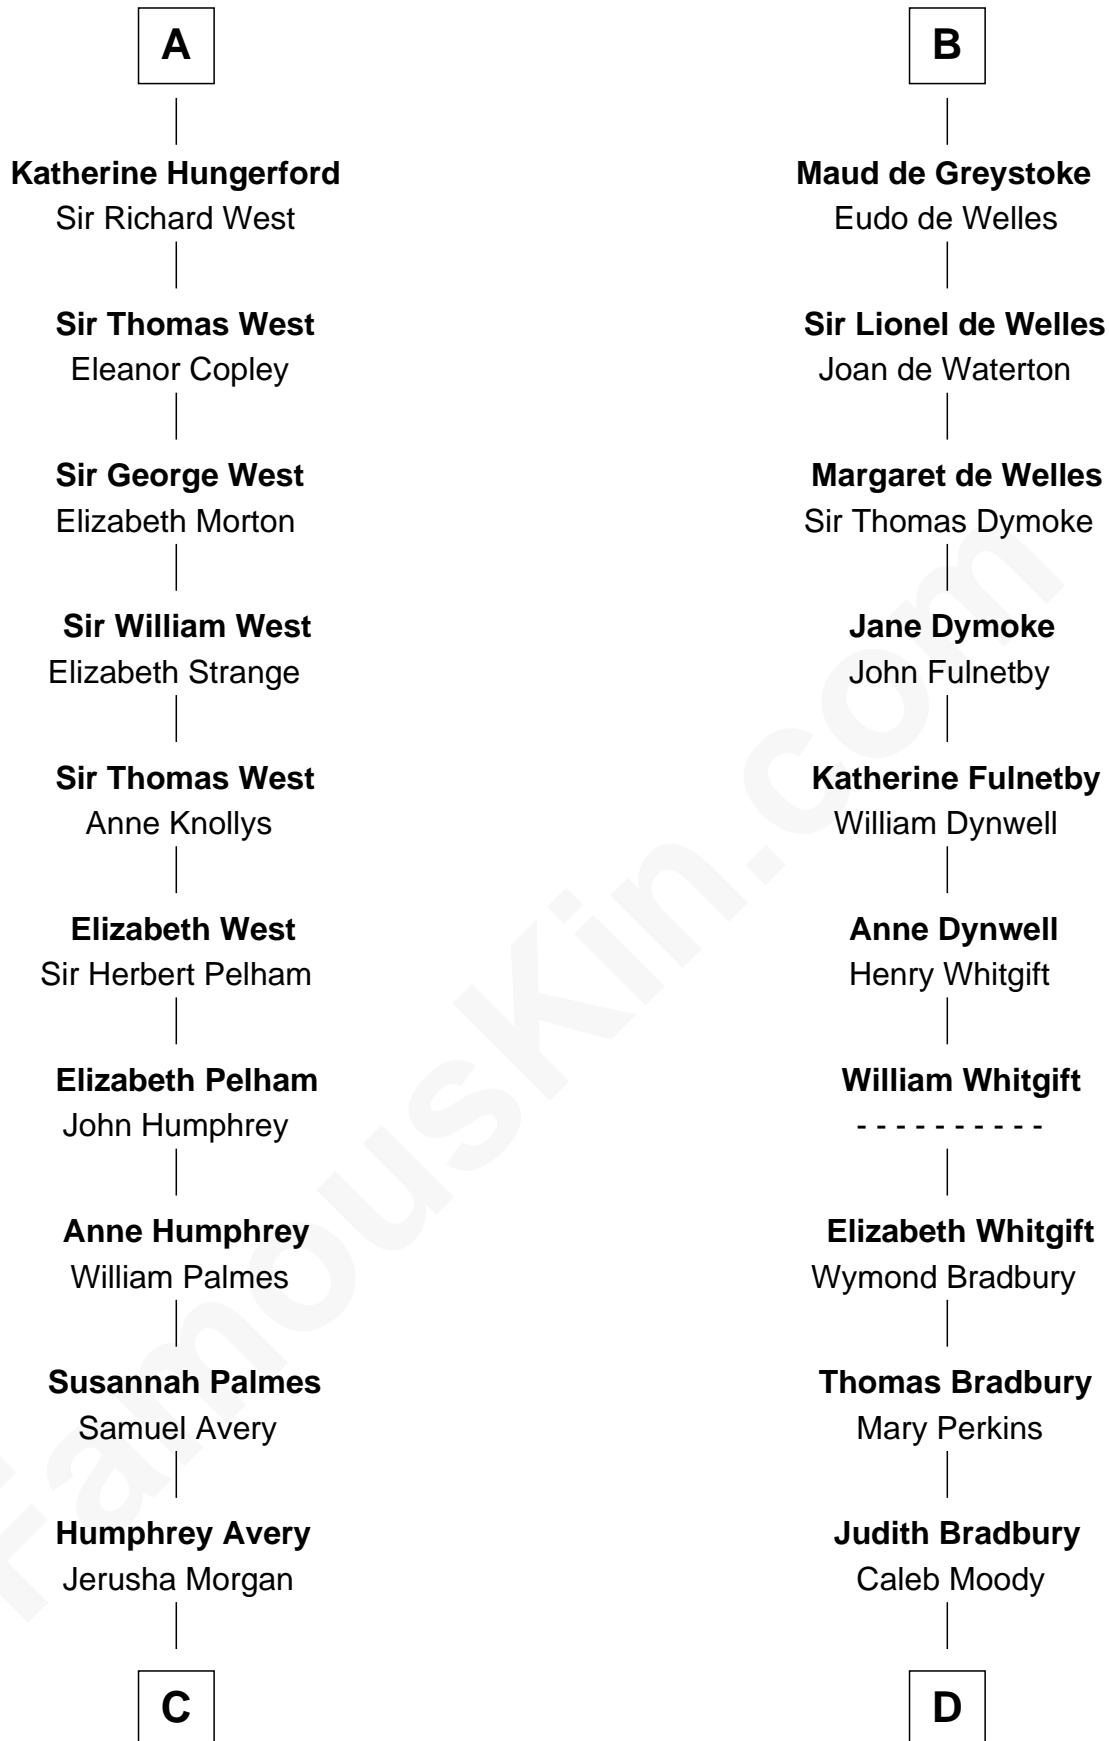 A
Katherine Hungerford
Sir Richard West
Sir Thomas West
Eleanor Copley
Sir George West
Elizabeth Morton
Sir William West
Elizabeth Strange
Sir Thomas West
Anne Knollys
Elizabeth West
Sir Herbert Pelham
Elizabeth Pelham
John Humphrey
Anne Humphrey
William Palmes
Susannah Palmes
Samuel Avery
Humphrey Avery
Jerusha Morgan
C
B
Maud de Greystoke
Eudo de Welles
Sir Lionel de Welles
Joan de Waterton
Margaret de Welles
Sir Thomas Dymoke
Jane Dymoke
John Fulnetby
Katherine Fulnetby
William Dynwell
Anne Dynwell
Henry Whitgift
William Whitgift
- - - - - - - - - -
Elizabeth Whitgift
Wymond Bradbury
Thomas Bradbury
Mary Perkins
Judith Bradbury
Caleb Moody
D
FamousKin.com